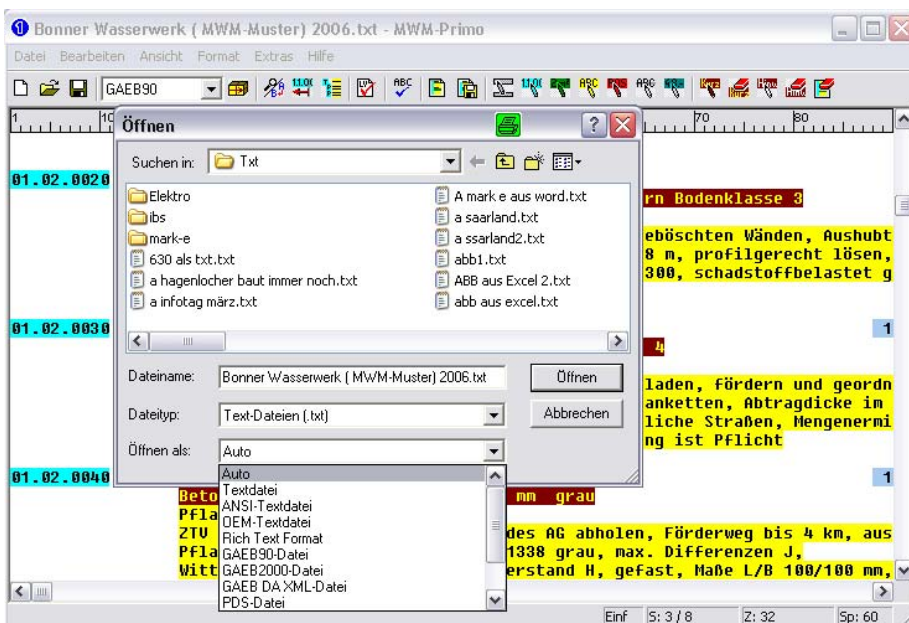 Bonner Wasserwerk ( MWM-Muster) 2006.txt - MWM-Primo
Datei Bearbeiten Ansicht Format Extras Hilfe
GAEB90
Öffnen
70 80
Suchen in: Txt
01.02.0020
Elektro
ibs
mark-e
630 als txt.txt
a hagenlocher baut immer noch.txt
a infotag märz.txt
A mark e aus word.txt
a saarland.txt
a ssarland2.txt
abb1.txt
ABB aus Excel 2.txt
abb aus excel.txt
rn Bodenklasse 3
eböschten Wänden, Aushubt
8 m, profilgerecht lösen,
300, schadstoffbelastet g
01.02.0030 1
4
Dateiname: Bonner Wasserwerk ( MWM-Muster) 2006.txt Öffnen
laden, fördern und geordn
anketten, Abtragdicke im
Dateityp: Text-Dateien (.txt) Abbrechen
liche Straßen, Mengenermi
ng ist Pflicht
Öffnen als: Auto
01.02.0040 1
Auto
Textdatei
ANSI-Textdatei
OEM-Textdatei
Rich Text Format
GAEB90-Datei
GAEB2000-Datei
GAEB DA XML-Datei
PDS-Datei
Beto mm grau
Pfla
ZTV des AG abholen, Förderweg bis 4 km, aus
Pfla 1338 grau, max. Differenzen J,
Witt erstand H, gefast, Maße L/B 100/100 mm,
Einf S: 3 / 8 Z: 32 Sp: 60